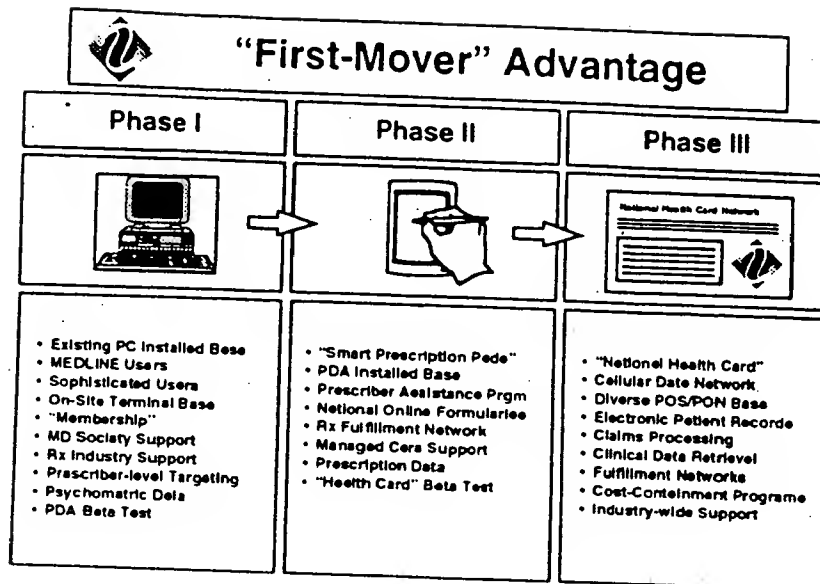 "First-Mover" Advantage
Phase I
Phase II
Phase III
National Health Card Network
• Existing PC Installed Base
• MEDLINE Users
• Sophisticated Users
• On-Site Terminal Base
• "Membership"
• MD Society Support
• Rx Industry Support
• Prescriber-level Targeting
• Psychomatric Data
• PDA Beta Test
• "Smart Prescription Pads"
• PDA Installed Base
• Prescriber Assistance Prgm
• National Online Formularies
• Rx Fulfillment Network
• Managed Care Support
• Prescription Data
• "Health Card" Beta Test
• "National Health Card"
• Cellular Data Network
• Diverse POS/PON Base
• Electronic Patient Records
• Claims Processing
• Clinical Data Retrieval
• Fulfillment Networks
• Cost-Containment Programs
• Industry-wide Support